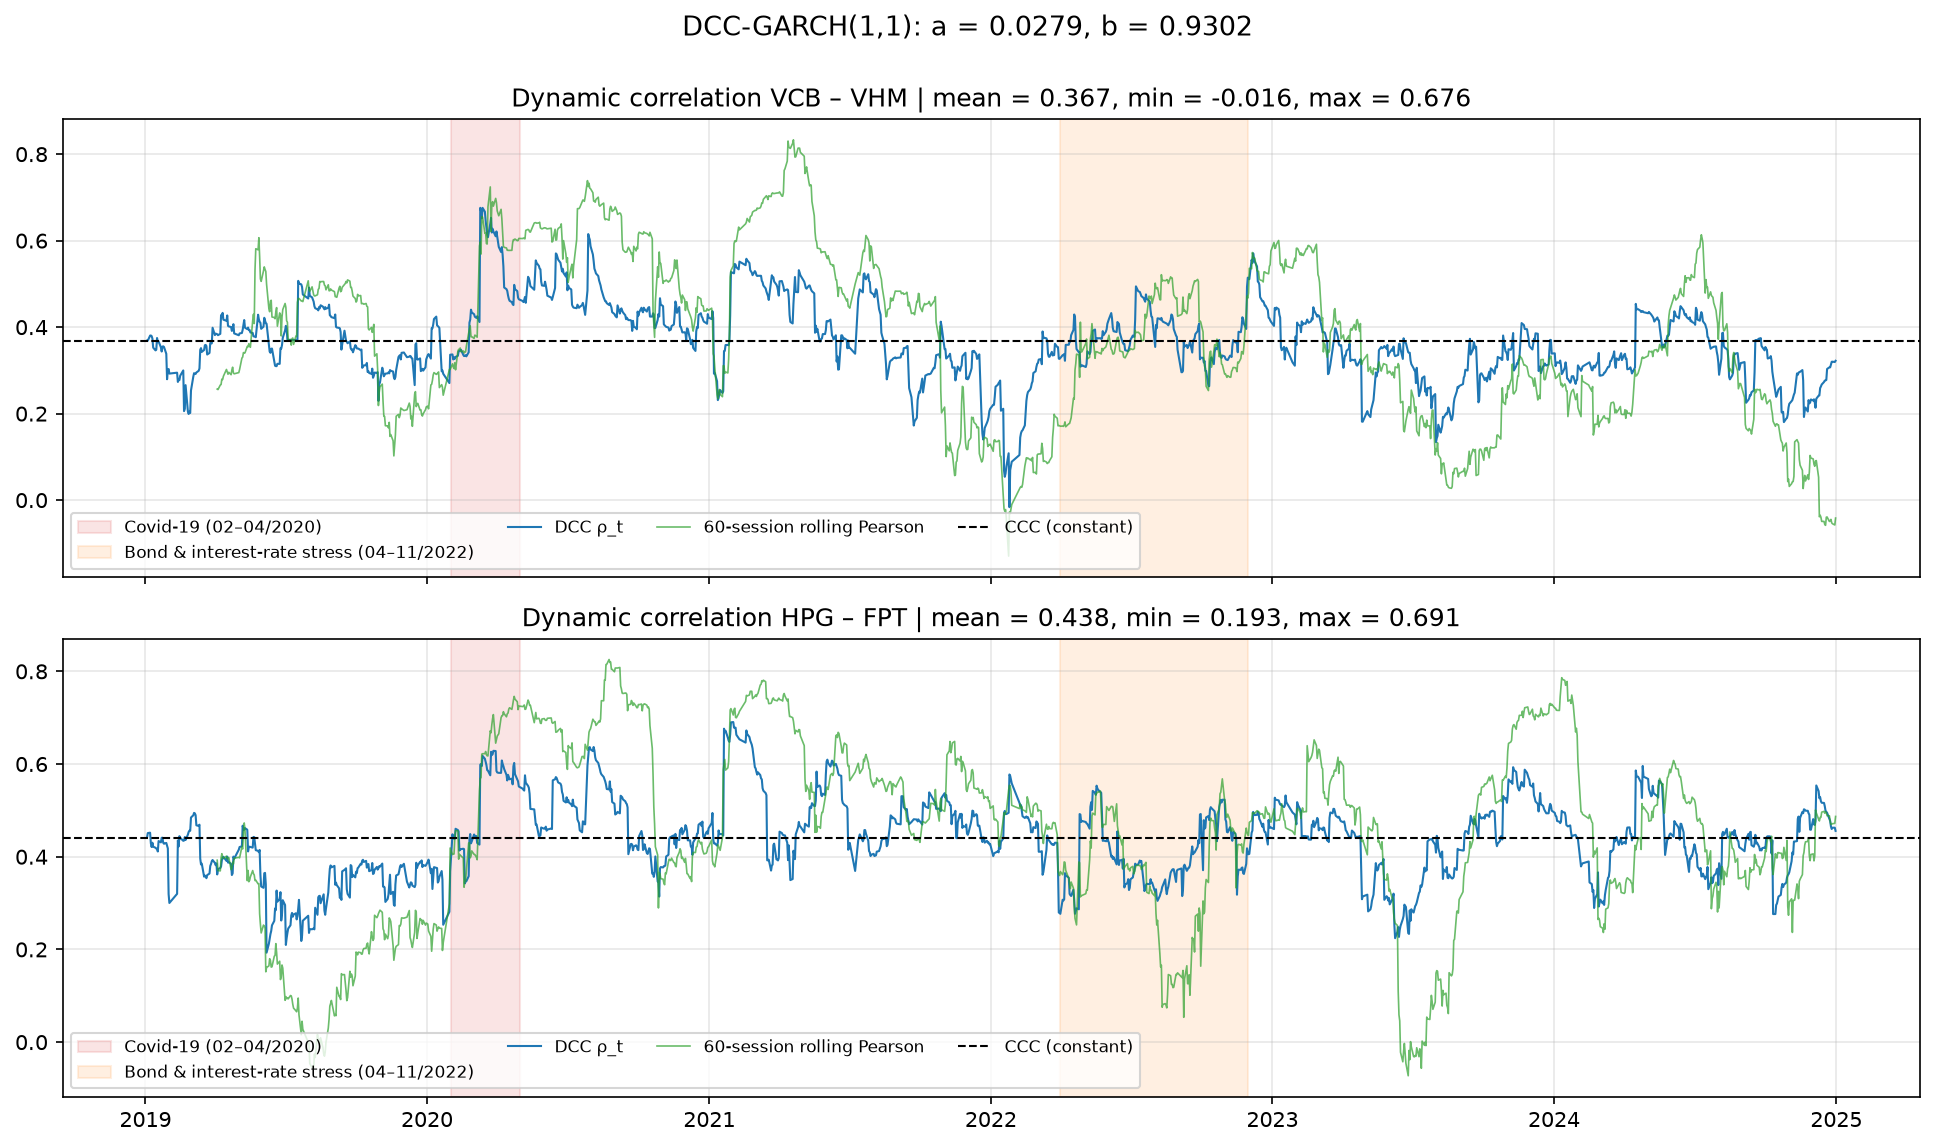 DCC-GARCH(1,1): a = 0.0279, b = 0.9302
Dynamic correlation VCB – VHM | mean = 0.367, min = -0.016, max = 0.676
0.8
0.6
0.4
0.2
0.0
Covid-19 (02–04/2020)
Bond & interest-rate stress (04–11/2022)
DCC ρ_t
60-session rolling Pearson
CCC (constant)
Dynamic correlation HPG – FPT | mean = 0.438, min = 0.193, max = 0.691
0.8
0.6
0.4
0.2
0.0
Covid-19 (02–04/2020)
Bond & interest-rate stress (04–11/2022)
DCC ρ_t
60-session rolling Pearson
CCC (constant)
2019 2020 2021 2022 2023 2024 2025